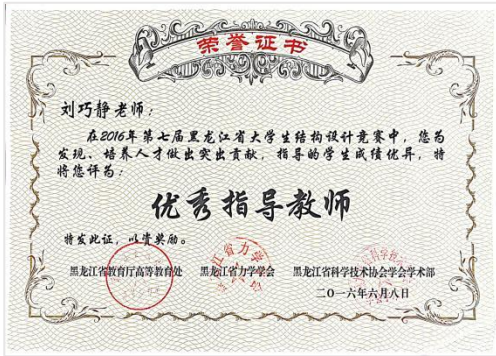 荣誉证书
刘巧静老师：
在2016年第七届黑龙江省大学生结构设计竞赛中，您为
发现、培养人才做出突出贡献，指导的学生成绩优异，特
将您评为：
优秀指导教师
特发此证，以资奖励。
黑龙江省教育厅高等教育处 黑龙江省力学学会 黑龙江省科学技术协会学会学术部
二〇一六年六月八日